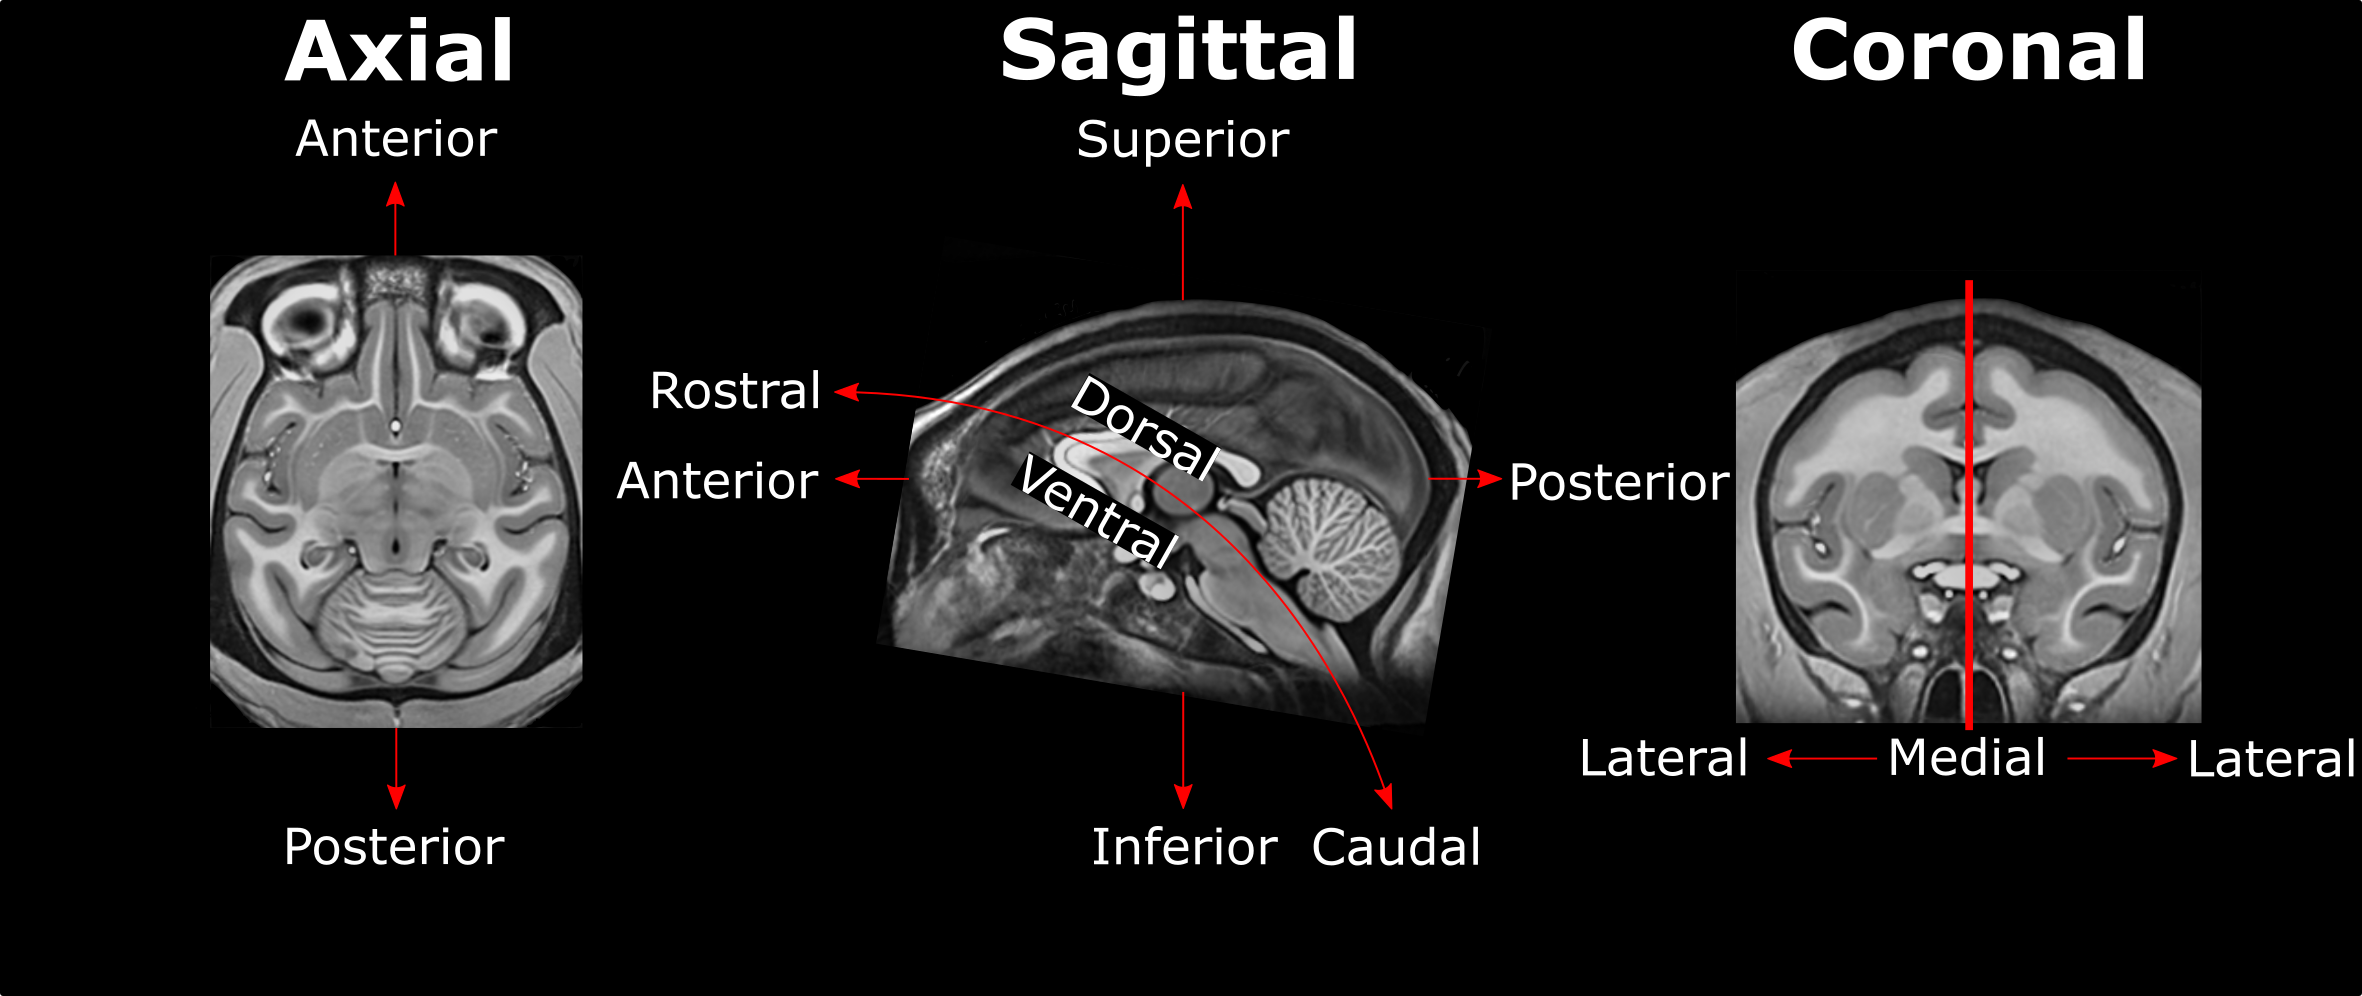 Axial
Anterior
Posterior
Sagittal
Superior
Rostral
Anterior
Dorsal
Ventral
Posterior
Inferior
Caudal
Coronal
Lateral
Medial
Lateral